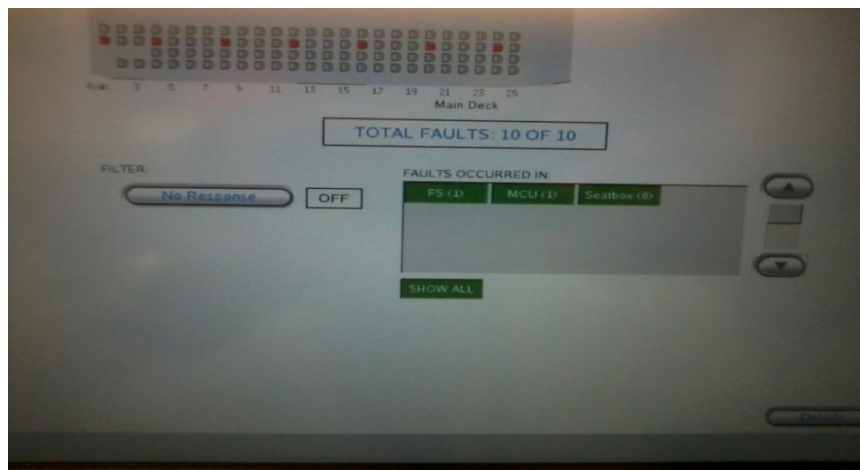 3 5 7 9 11 13 15 17 19 21 23 25
Main Deck
TOTAL FAULTS: 10 OF 10
FILTER:
No Response
OFF
FAULTS OCCURRED IN:
FS (1) MCU (1) Seatbox (8)
SHOW ALL
Details